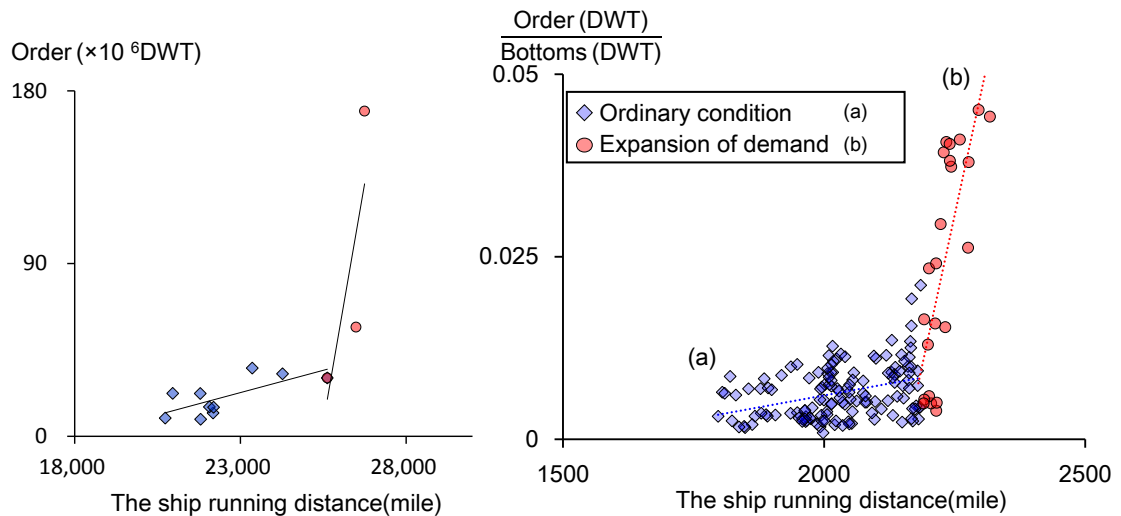 Order (×10 ⁶DWT)
180
90
0
18,000
23,000
28,000
The ship running distance(mile)
Order (DWT)
Bottoms (DWT)
0.05
0.025
0
(b)
Ordinary condition (a)
Expansion of demand (b)
(a)
1500
2000
2500
The ship running distance(mile)